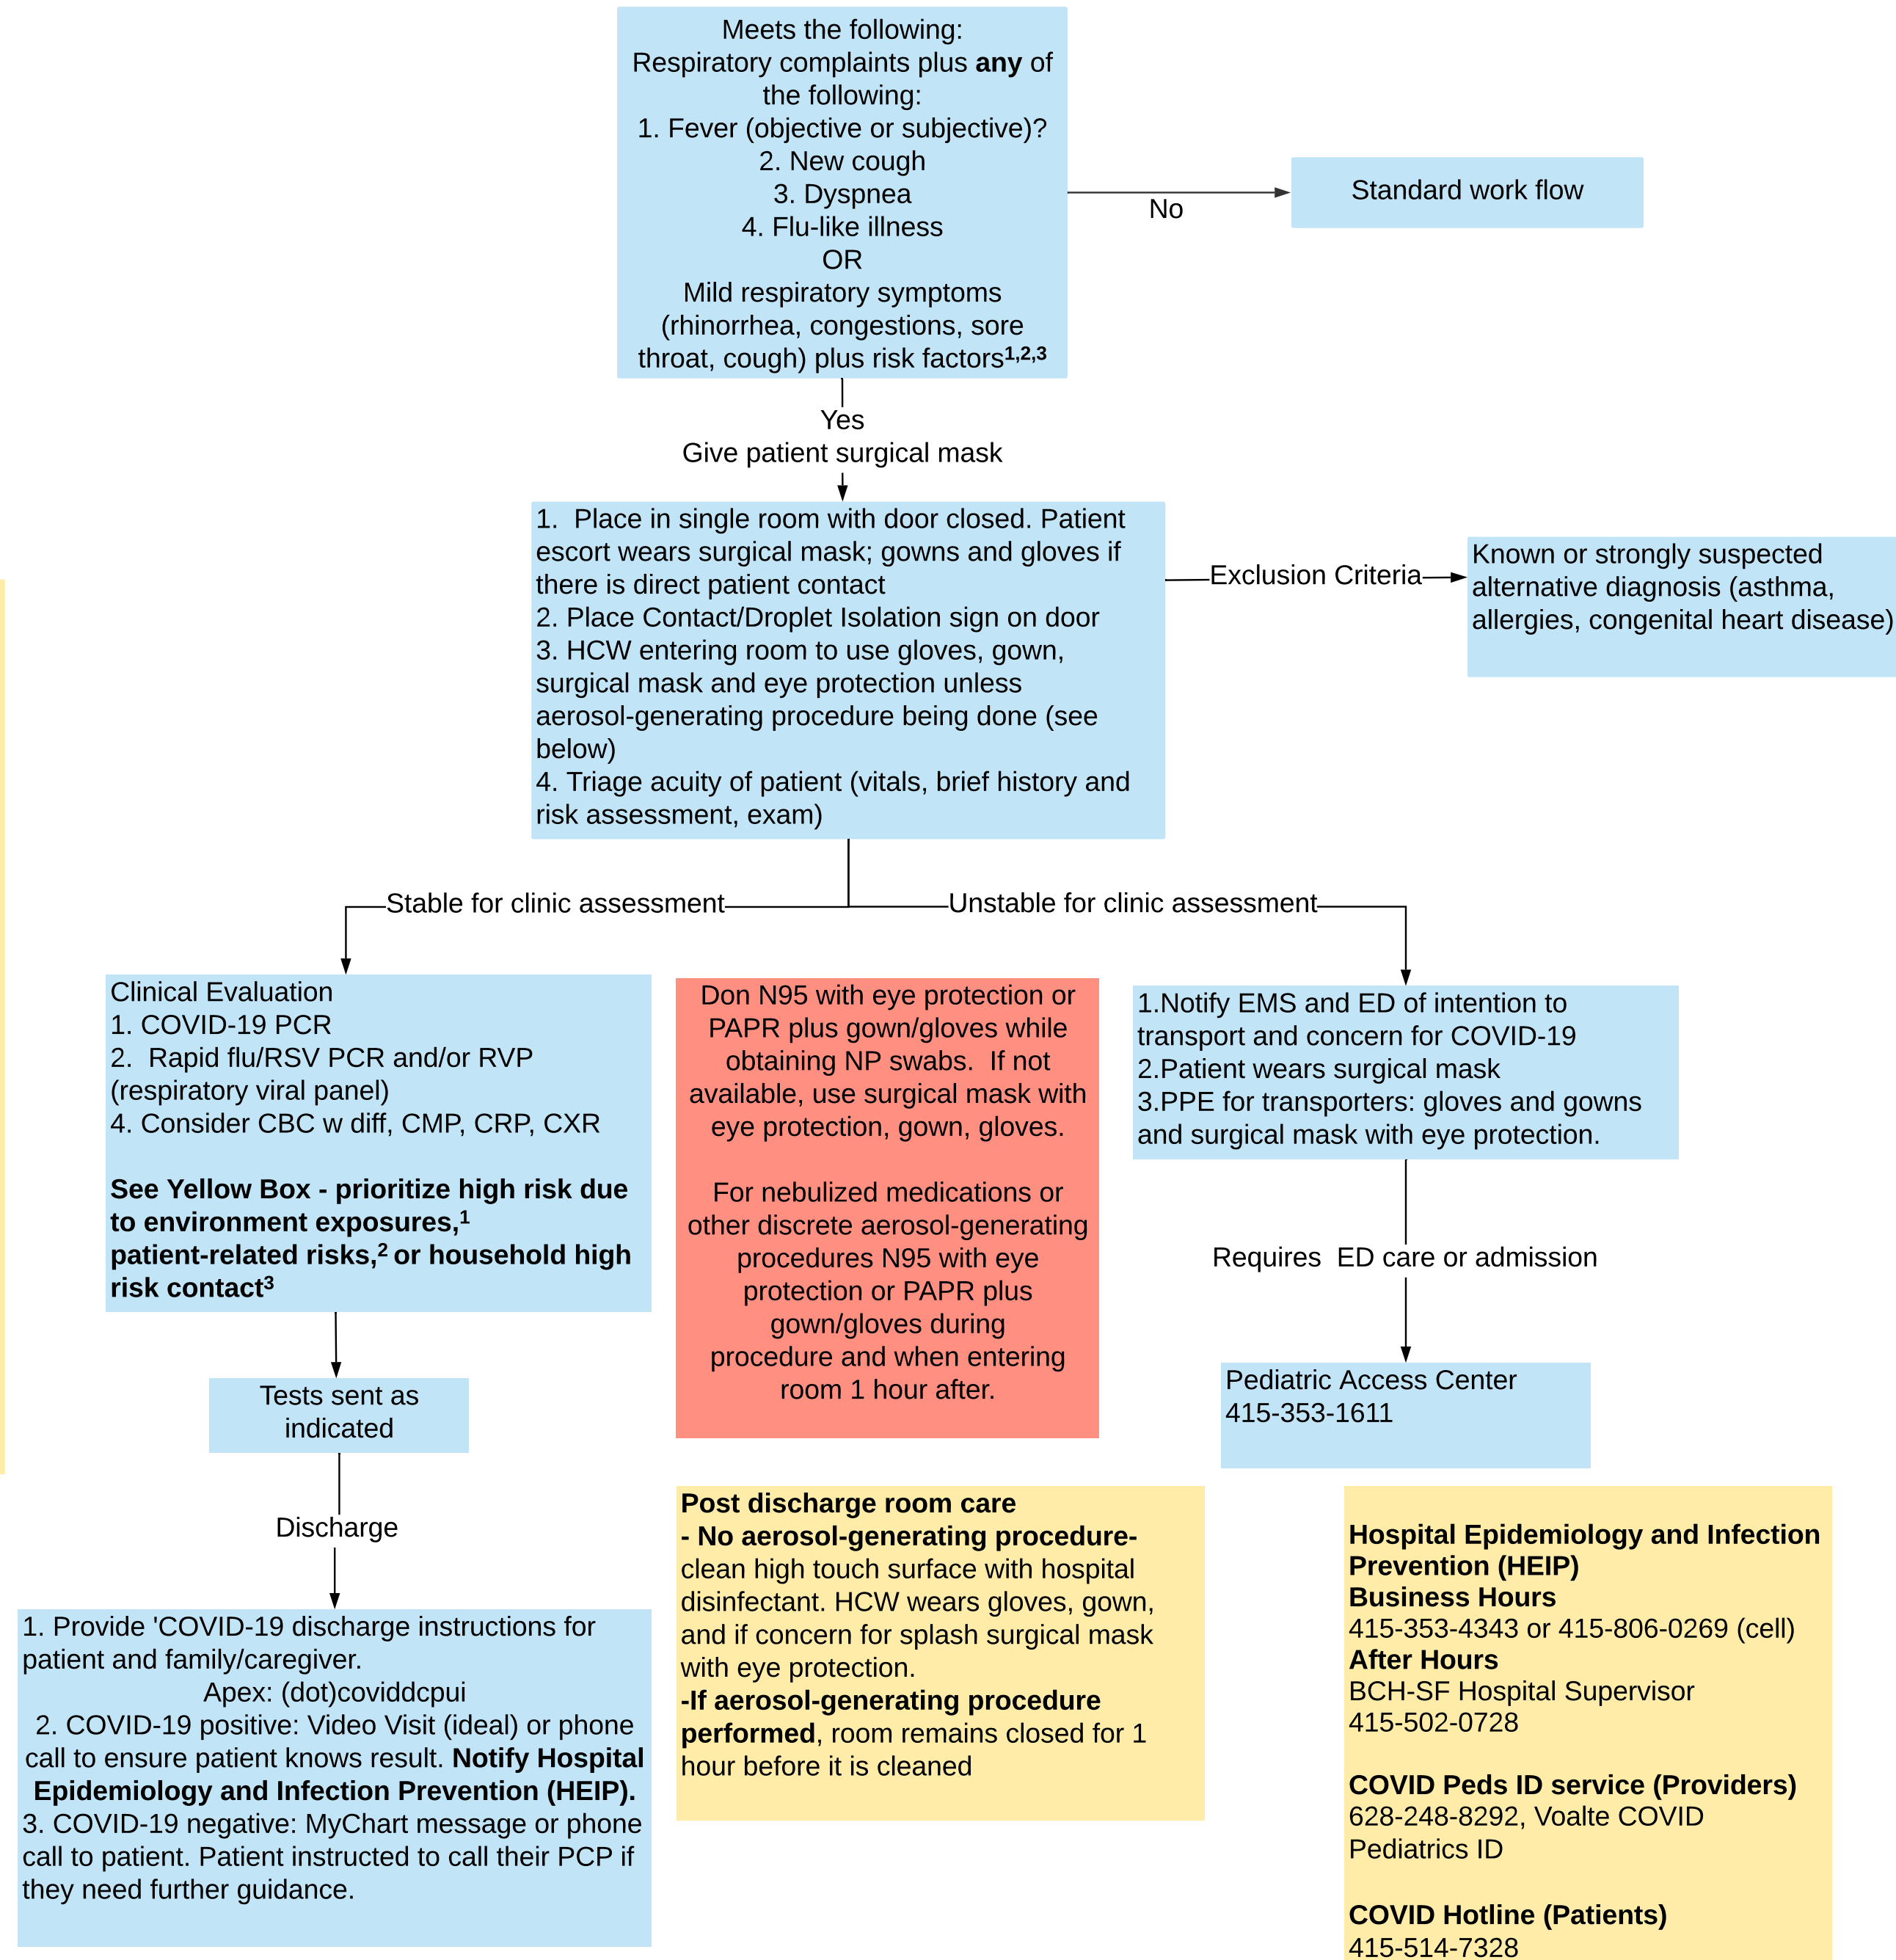 Meets the following:
Respiratory complaints plus any of
the following:
1. Fever (objective or subjective)?
2. New cough
3. Dyspnea
4. Flu-like illness
OR
Mild respiratory symptoms
(rhinorrhea, congestions, sore
throat, cough) plus risk factors1,2,3
No
Standard work flow
Yes
Give patient surgical mask
1.  Place in single room with door closed. Patient
escort wears surgical mask; gowns and gloves if
there is direct patient contact
2. Place Contact/Droplet Isolation sign on door
3. HCW entering room to use gloves, gown,
surgical mask and eye protection unless
aerosol-generating procedure being done (see
below)
4. Triage acuity of patient (vitals, brief history and
risk assessment, exam)
Exclusion Criteria
Known or strongly suspected
alternative diagnosis (asthma,
allergies, congenital heart disease)
Stable for clinic assessment
Unstable for clinic assessment
Clinical Evaluation
1. COVID-19 PCR
2.  Rapid flu/RSV PCR and/or RVP
(respiratory viral panel)
4. Consider CBC w diff, CMP, CRP, CXR
See Yellow Box - prioritize high risk due
to environment exposures,1
patient-related risks,2 or household high
risk contact3
Don N95 with eye protection or
PAPR plus gown/gloves while
obtaining NP swabs.  If not
available, use surgical mask with
eye protection, gown, gloves.
For nebulized medications or
other discrete aerosol-generating
procedures N95 with eye
protection or PAPR plus
gown/gloves during
procedure and when entering
room 1 hour after.
1.Notify EMS and ED of intention to
transport and concern for COVID-19
2.Patient wears surgical mask
3.PPE for transporters: gloves and gowns
and surgical mask with eye protection.
Requires  ED care or admission
Pediatric Access Center
415-353-1611
Tests sent as
indicated
Discharge
1. Provide 'COVID-19 discharge instructions for
patient and family/caregiver.
Apex: (dot)coviddcpui
2. COVID-19 positive: Video Visit (ideal) or phone
call to ensure patient knows result. Notify Hospital
Epidemiology and Infection Prevention (HEIP).
3. COVID-19 negative: MyChart message or phone
call to patient. Patient instructed to call their PCP if
they need further guidance.
Post discharge room care
- No aerosol-generating procedure-
clean high touch surface with hospital
disinfectant. HCW wears gloves, gown,
and if concern for splash surgical mask
with eye protection.
-If aerosol-generating procedure
performed, room remains closed for 1
hour before it is cleaned
Hospital Epidemiology and Infection
Prevention (HEIP)
Business Hours
415-353-4343 or 415-806-0269 (cell)
After Hours
BCH-SF Hospital Supervisor
415-502-0728
COVID Peds ID service (Providers)
628-248-8292, Voalte COVID
Pediatrics ID
COVID Hotline (Patients)
415-514-7328